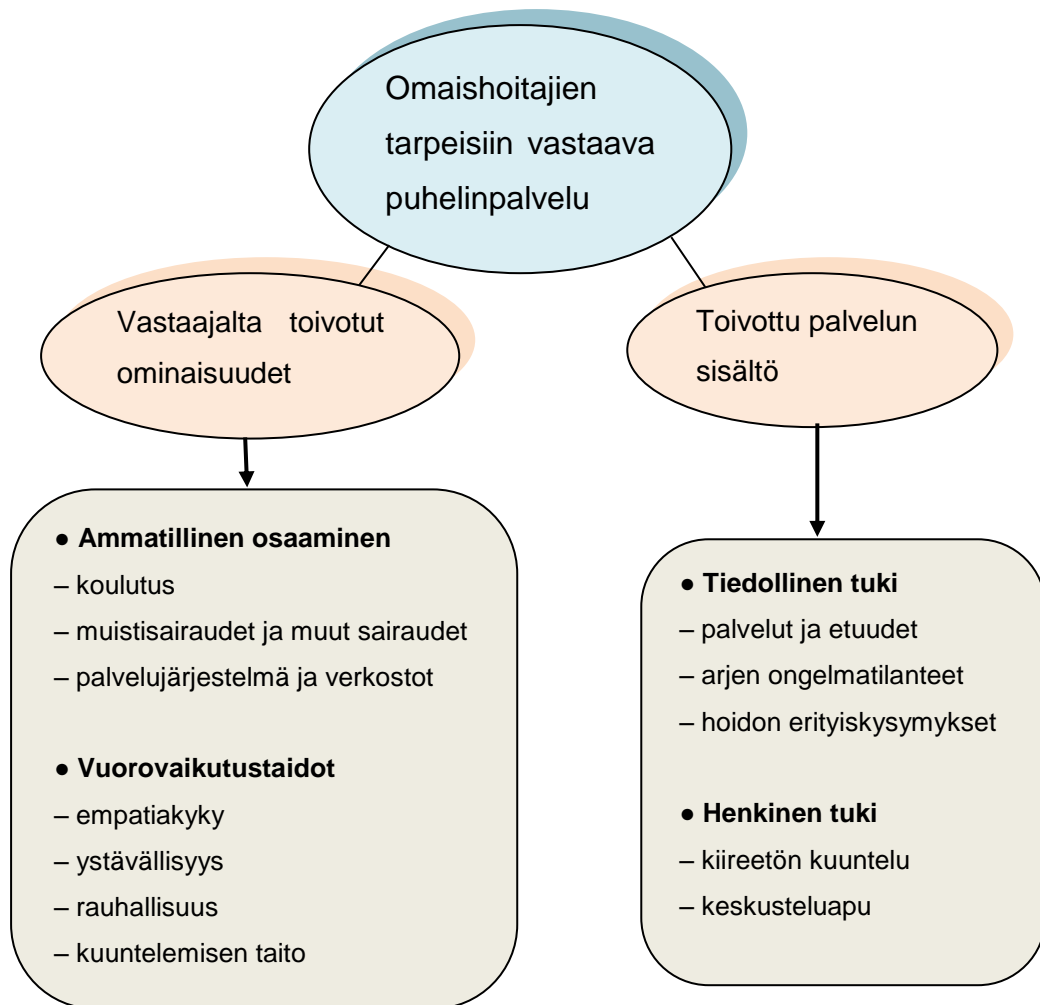 Omaishoitajien
tarpeisiin vastaava
puhelinpalvelu
Vastaajalta toivotut
ominaisuudet
Toivottu palvelun
sisältö
● Ammatillinen osaaminen
– koulutus
– muistisairaudet ja muut sairaudet
– palvelujärjestelmä ja verkostot
● Vuorovaikutustaidot
– empatiakyky
– ystävällisyys
– rauhallisuus
– kuuntelemisen taito
● Tiedollinen tuki
– palvelut ja etuudet
– arjen ongelmatilanteet
– hoidon erityiskysymykset
● Henkinen tuki
– kiireetön kuuntelu
– keskusteluapu